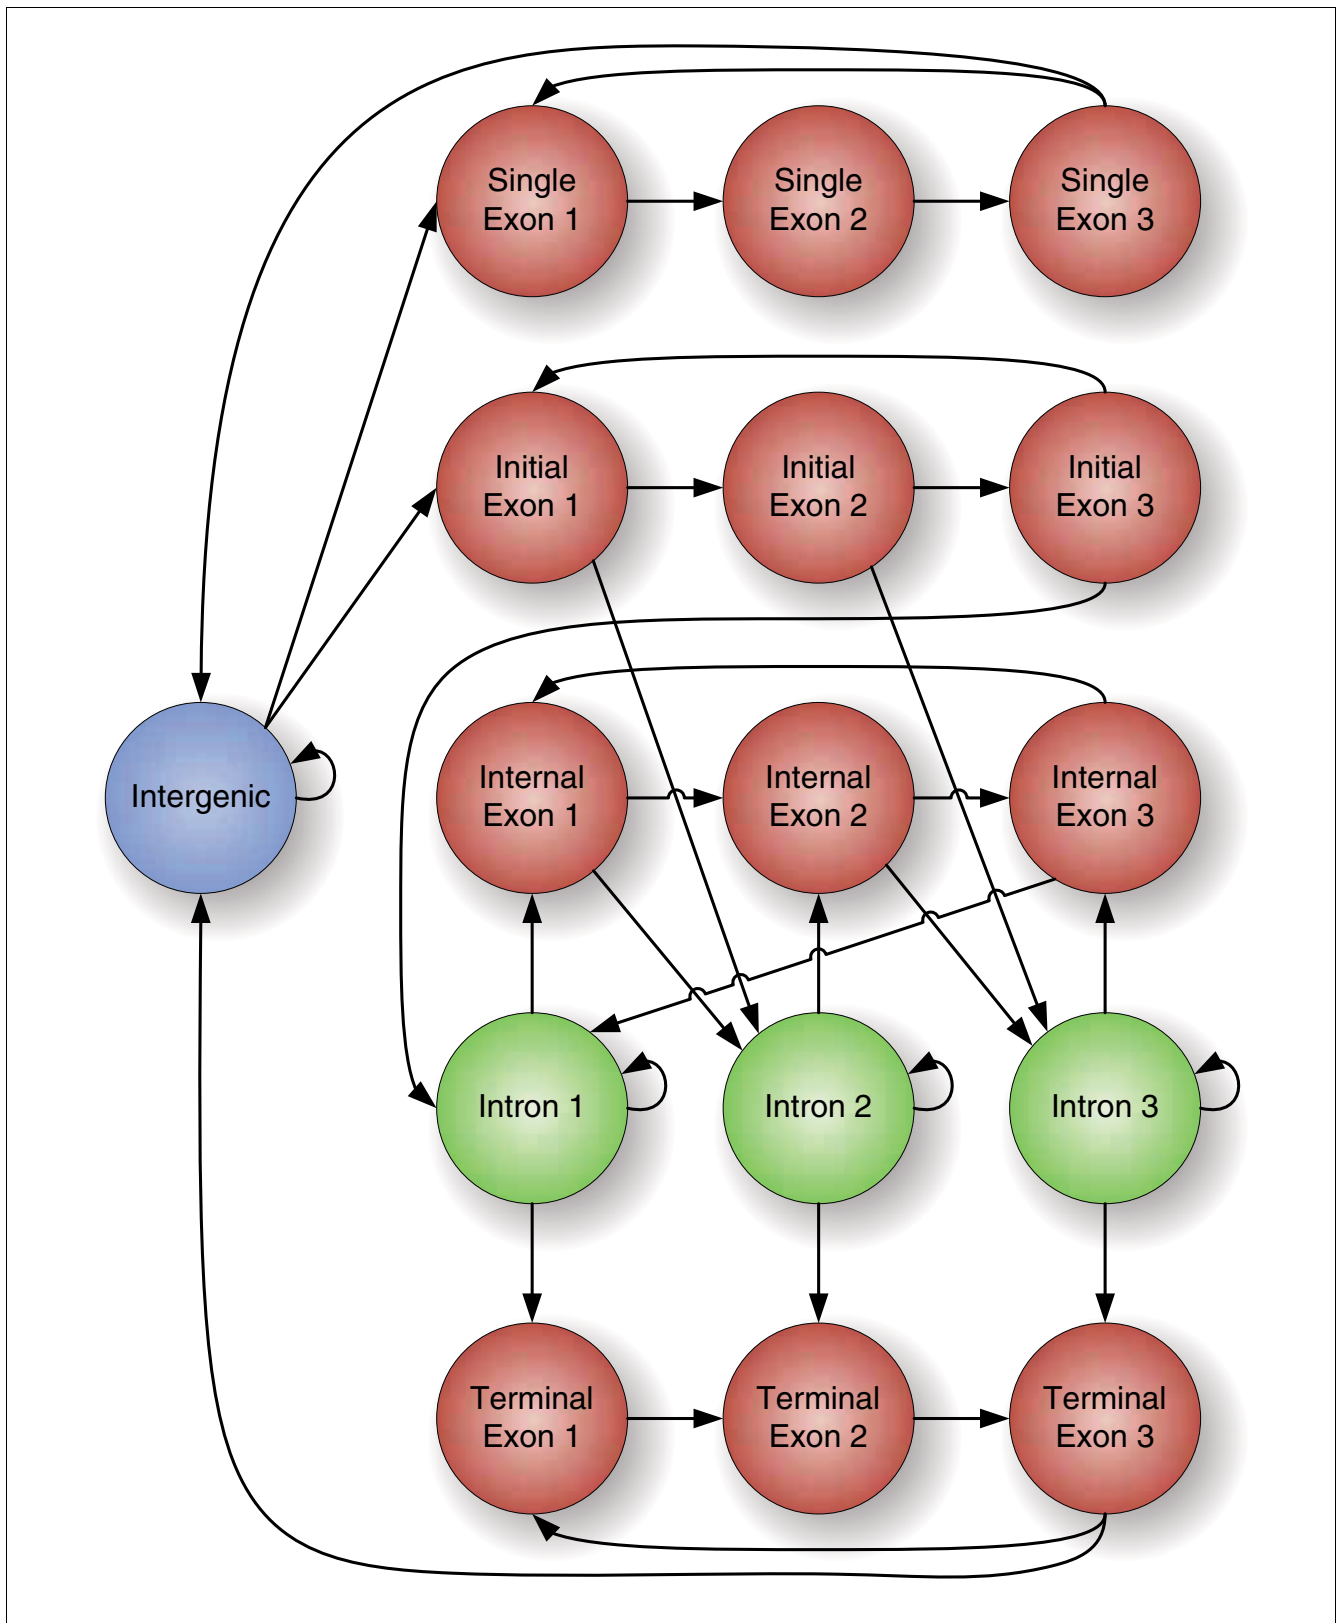 Single
Exon 1
Single
Exon 2
Single
Exon 3
Initial
Exon 1
Initial
Exon 2
Initial
Exon 3
Intergenic
Internal
Exon 1
Internal
Exon 2
Internal
Exon 3
Intron 1
Intron 2
Intron 3
Terminal
Exon 1
Terminal
Exon 2
Terminal
Exon 3